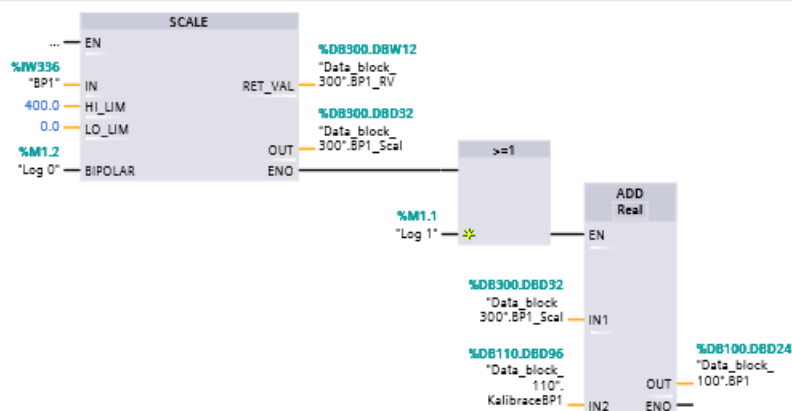 SCALE
... EN
%DB300.DBW12
%IW336
"Data_block_
"BP1" IN RET_VAL 300".BP1_RV
400.0 HI_LIM
%DB300.DBD32
0.0 LO_LIM
"Data_block_
%M1.2
OUT 300".BP1_Scal
>=1
"Log 0" BIPOLAR ENO
ADD
Real
%M1.1
"Log 1"
EN
%DB300.DBD32
"Data_block
300".BP1_Scal IN1
%DB110.DBD96
%DB100.DBD24
"Data_block_
"Data_block_
110".
OUT 100".BP1
KalibraceBP1 IN2 ENO